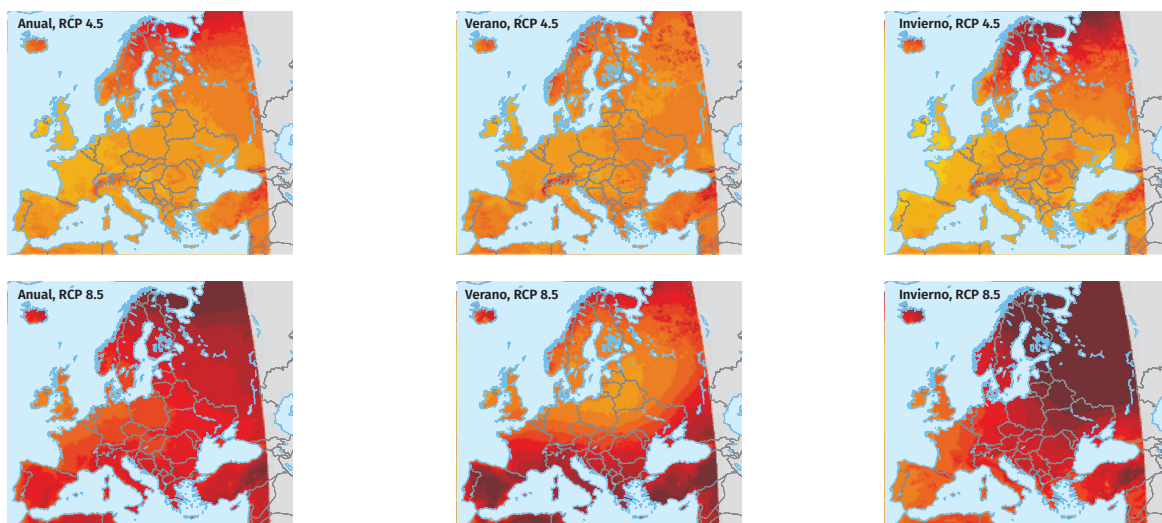 Anual, RCP 4.5
Verano, RCP 4.5
Invierno, RCP 4.5
Anual, RCP 8.5
Verano, RCP 8.5
Invierno, RCP 8.5